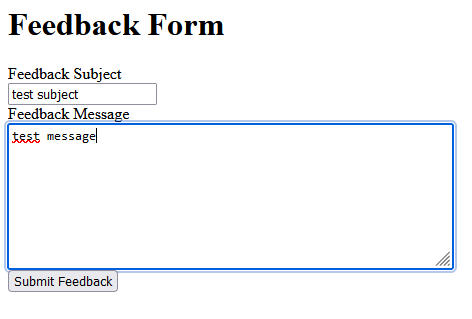 Feedback Form
Feedback Subject
test subject
Feedback Message
test message
Submit Feedback